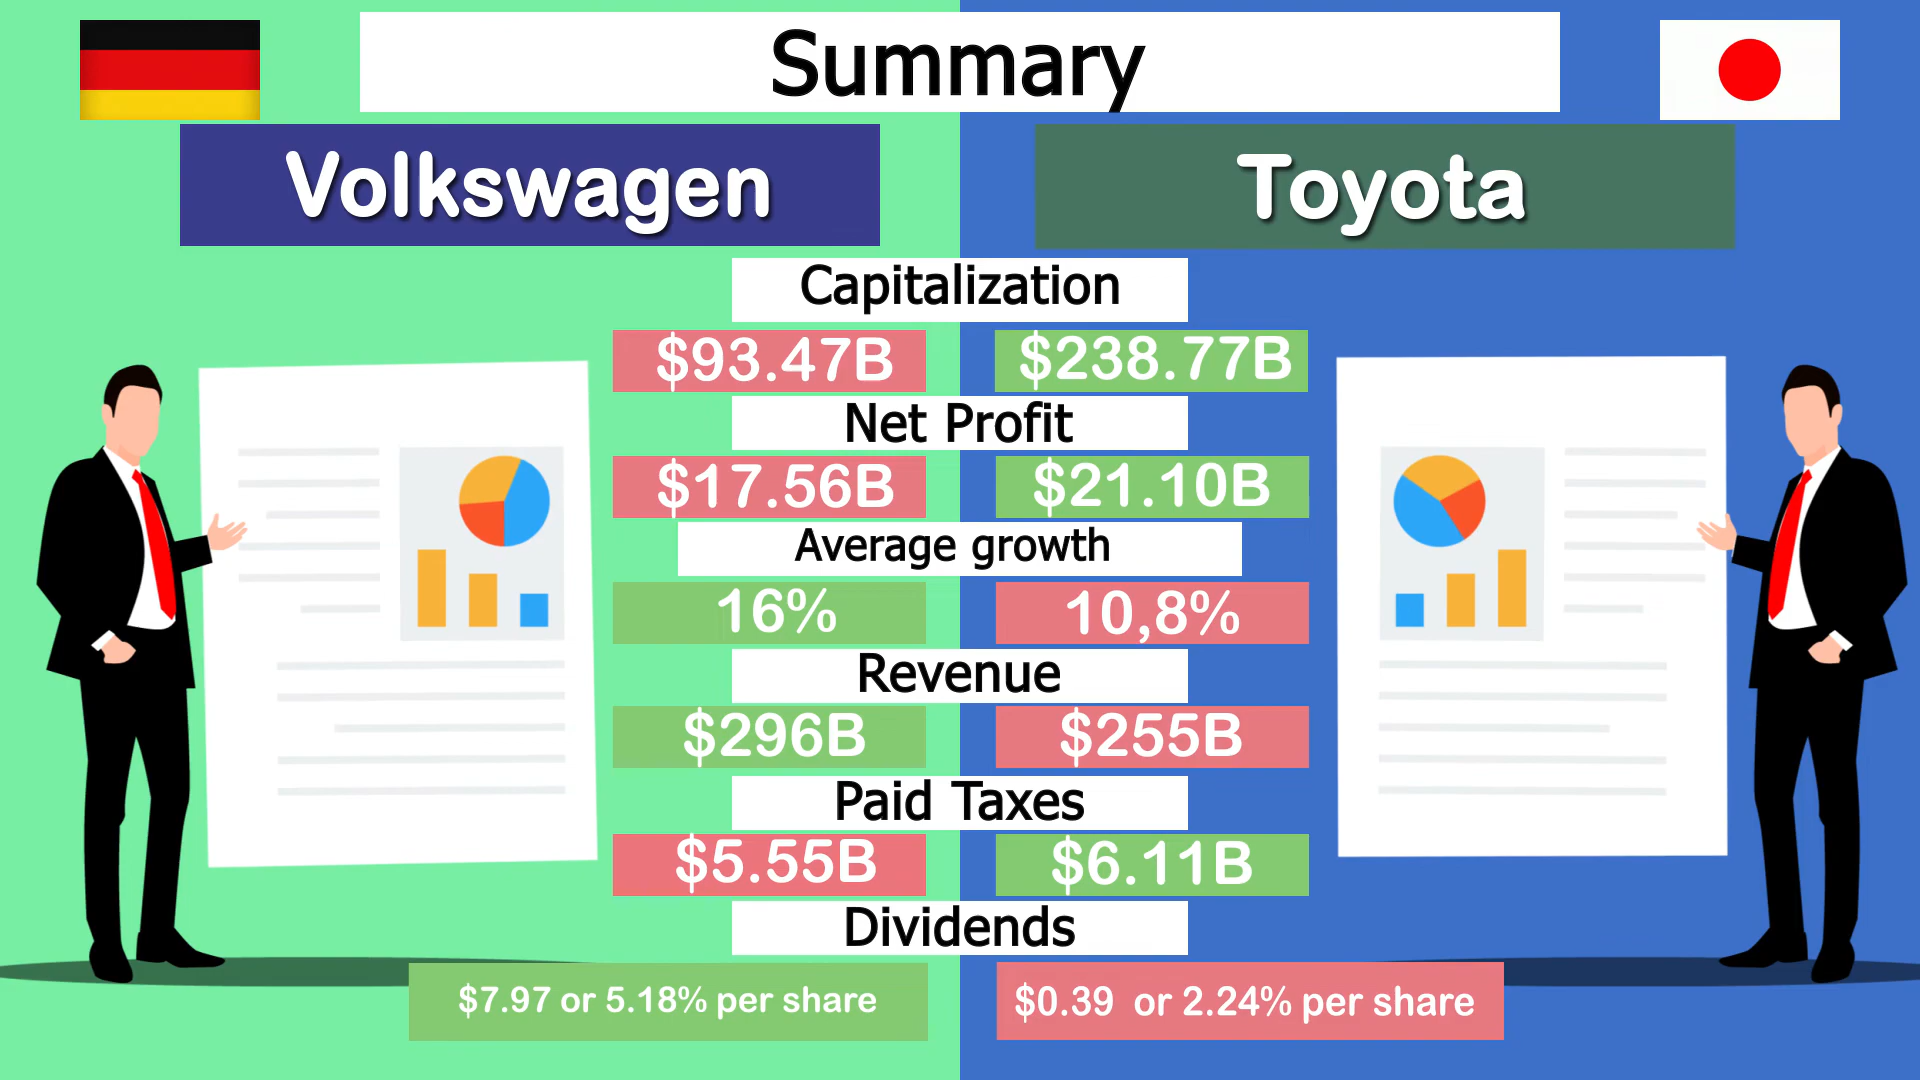 Summary
Volkswagen
Toyota
Capitalization
$93.47B
$238.77B
Net Profit
$17.56B
$21.10B
Average growth
16%
10,8%
Revenue
$296B
$255B
Paid Taxes
$5.55B
$6.11B
Dividends
$7.97 or 5.18% per share
$0.39 or 2.24% per share